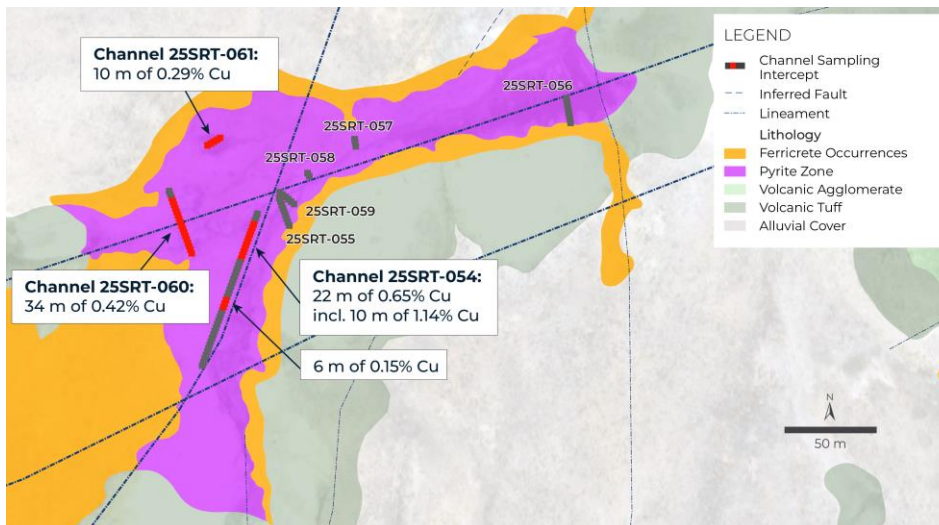 Channel 25SRT-061:
10 m of 0.29% Cu
25SRT-056
25SRT-057
25SRT-058
25SRT-059
25SRT-055
Channel 25SRT-060:
34 m of 0.42% Cu
Channel 25SRT-054:
22 m of 0.65% Cu
incl. 10 m of 1.14% Cu
6 m of 0.15% Cu
LEGEND
Channel Sampling
Intercept
Inferred Fault
Lineament
Lithology
Ferricrete Occurrences
Pyrite Zone
Volcanic Agglomerate
Volcanic Tuff
Alluvial Cover
N
50 m